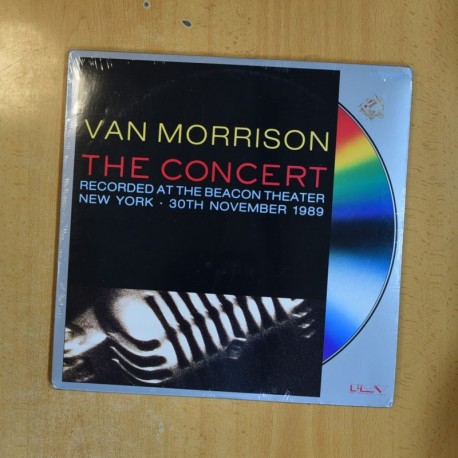 VAN MORRISON
THE CONCERT
RECORDED AT THE BEACON THEATER
NEW YORK · 30TH NOVEMBER 1989